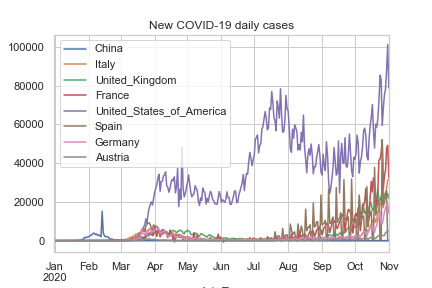 New COVID-19 daily cases
100000
80000
60000
40000
20000
0
China
Italy
United_Kingdom
France
United_States_of_America
Spain
Germany
Austria
Jan Feb Mar Apr May Jun Jul Aug Sep Oct Nov
2020